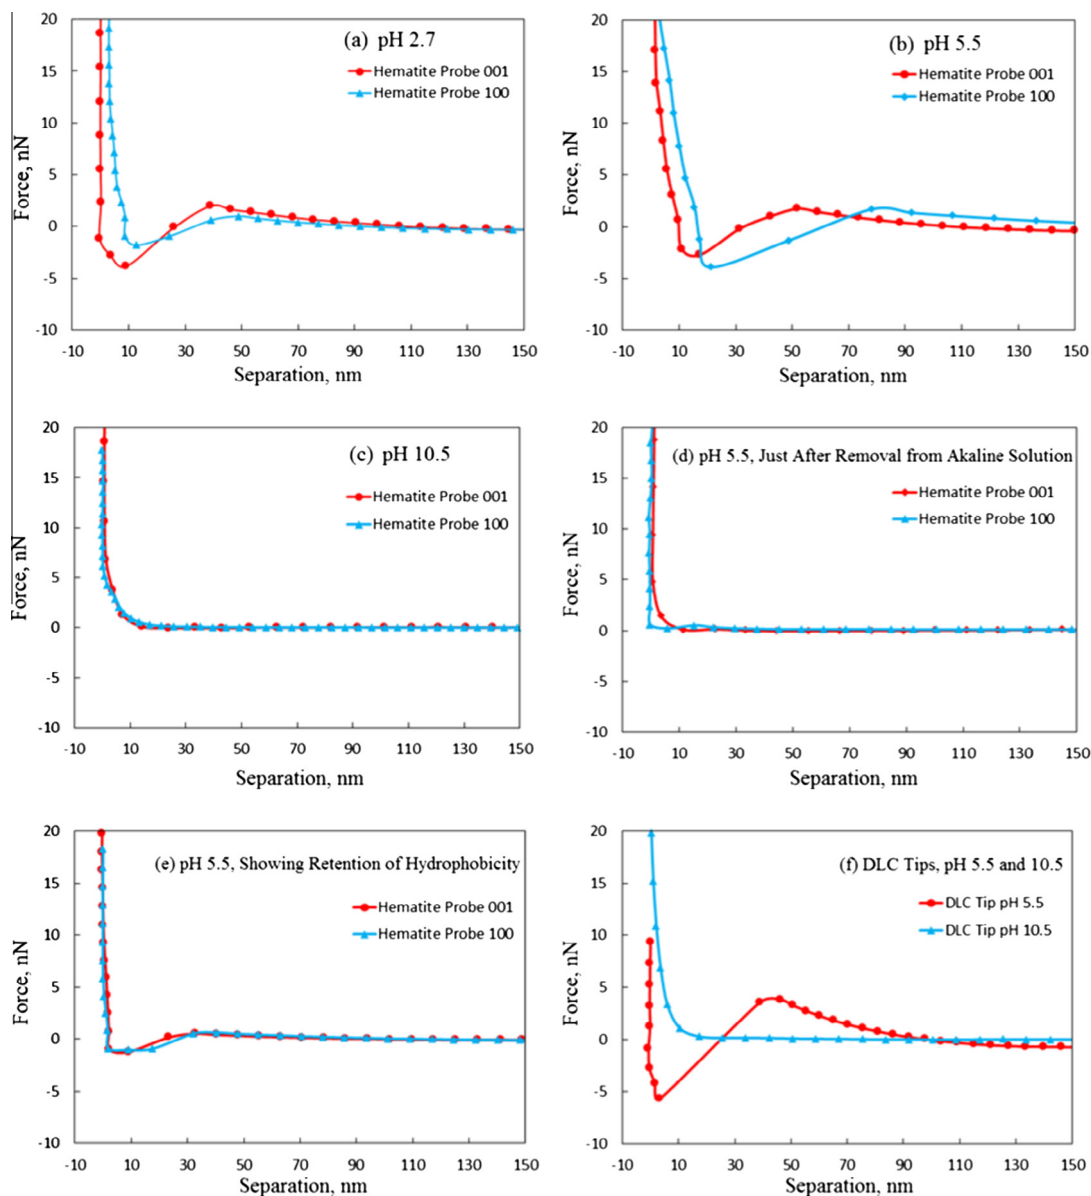 (a) pH 2.7
Hematite Probe 001
Hematite Probe 100
Force, nN
20
15
10
5
0
-5
-10
-10 10 30 50 70 90 110 130 150
Separation, nm
(b) pH 5.5
Hematite Probe 001
Hematite Probe 100
Force, nN
20
15
10
5
0
-5
-10
-10 10 30 50 70 90 110 130 150
Separation, nm
(c) pH 10.5
Hematite Probe 001
Hematite Probe 100
Force, nN
20
15
10
5
0
-5
-10
-10 10 30 50 70 90 110 130 150
Separation, nm
(d) pH 5.5, Just After Removal from Akaline Solution
Hematite Probe 001
Hematite Probe 100
Force, nN
20
15
10
5
0
-5
-10
-10 10 30 50 70 90 110 130 150
Separation, nm
(e) pH 5.5, Showing Retention of Hydrophobicity
Hematite Probe 001
Hematite Probe 100
Force, nN
20
15
10
5
0
-5
-10
-10 10 30 50 70 90 110 130 150
Separation, nm
(f) DLC Tips, pH 5.5 and 10.5
DLC Tip pH 5.5
DLC Tip pH 10.5
Force, nN
20
15
10
5
0
-5
-10
-10 10 30 50 70 90 110 130 150
Separation, nm